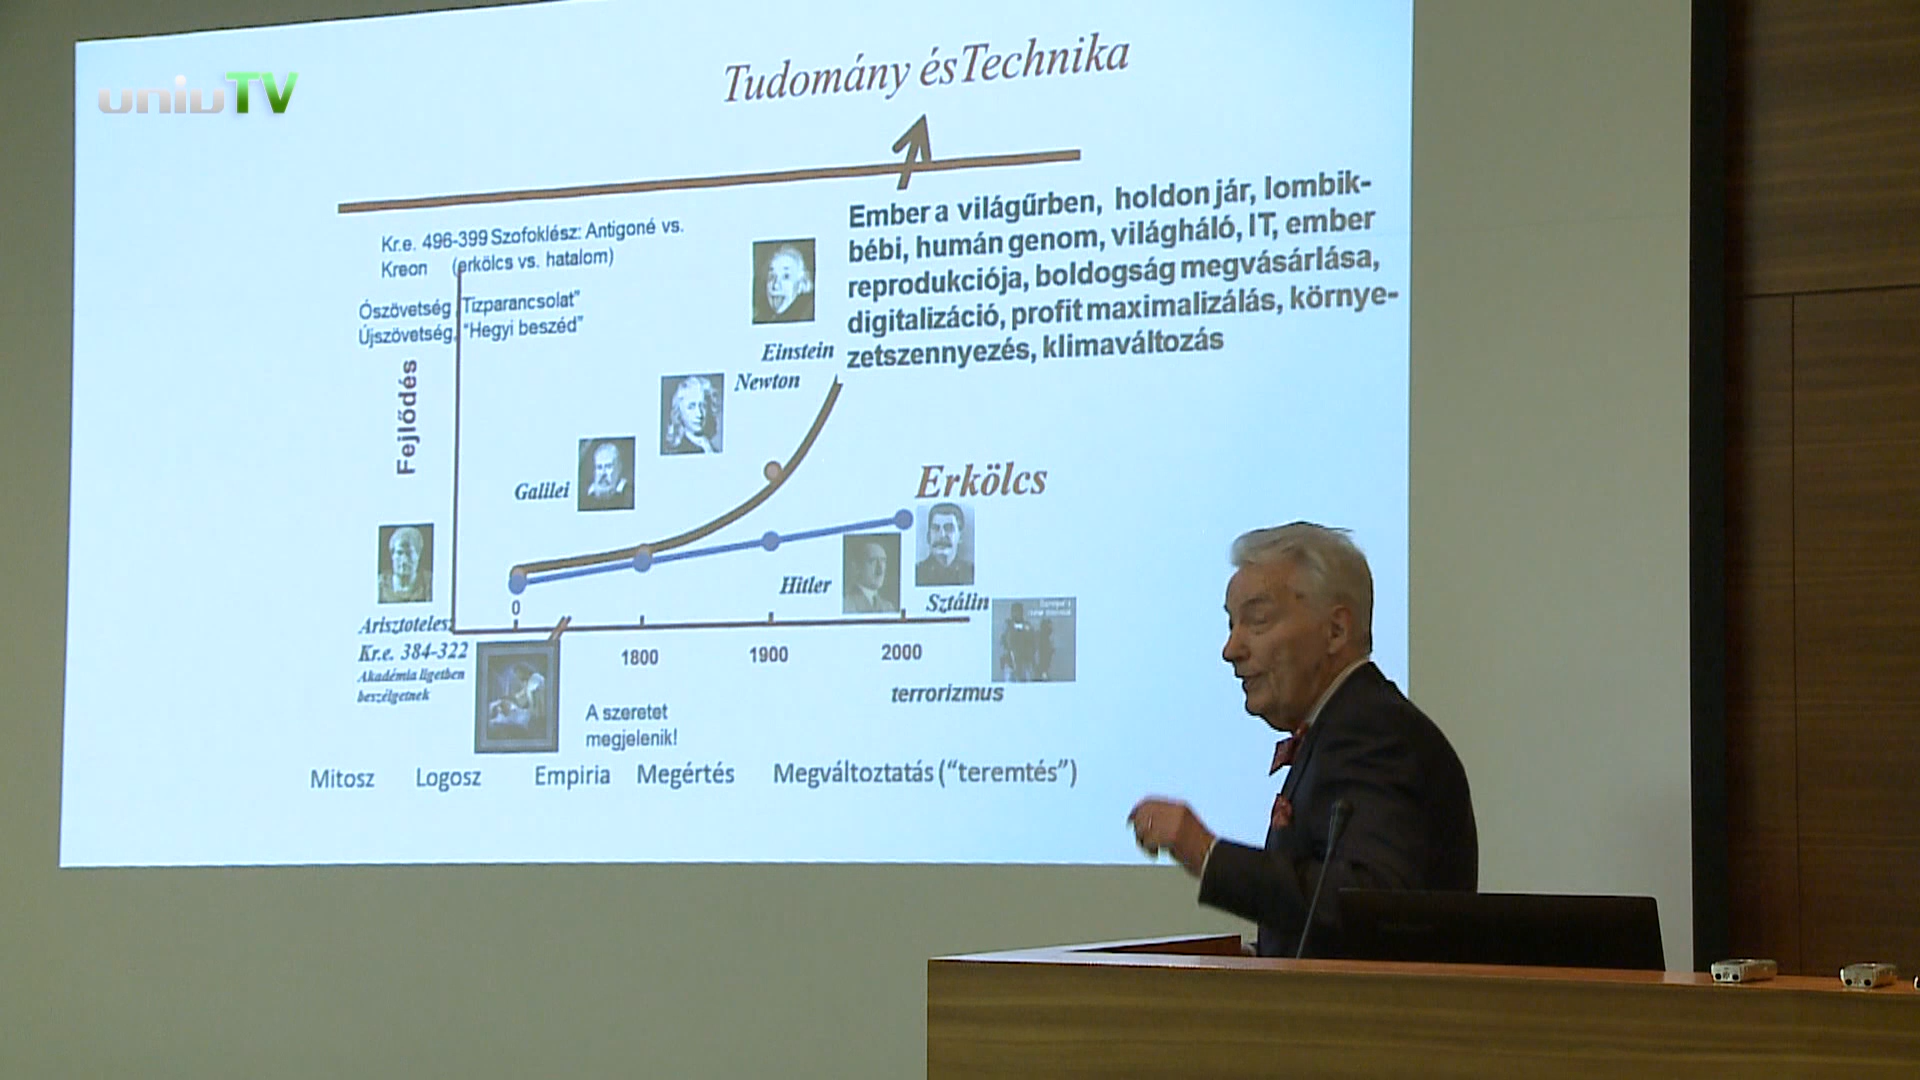 univTV
Tudomány ésTechnika
Kr.e. 496-399 Szofoklész: Antigoné vs.
Kreon (erkölcs vs. hatalom)
Ószövetség „Tízparancsolat”
Újszövetség, “Hegyi beszéd”
Ember a világűrben, holdon jár, lombik-
bébi, humán genom, világháló, IT, ember
reprodukciója, boldogság megvásárlása,
digitalizáció, profit maximalizálás, környe-
zetszennyezés, klimaváltozás
Einstein
Newton
Fejlődés
Galilei
Erkölcs
Hitler
Sztálin
0
Arisztoteles
Kr.e. 384-322
Akadémia ligetben
beszélgetnek
1800
1900
2000
terrorizmus
A szeretet
megjelenik!
Mitosz
Logosz
Empiria
Megértés
Megváltoztatás (“teremtés”)